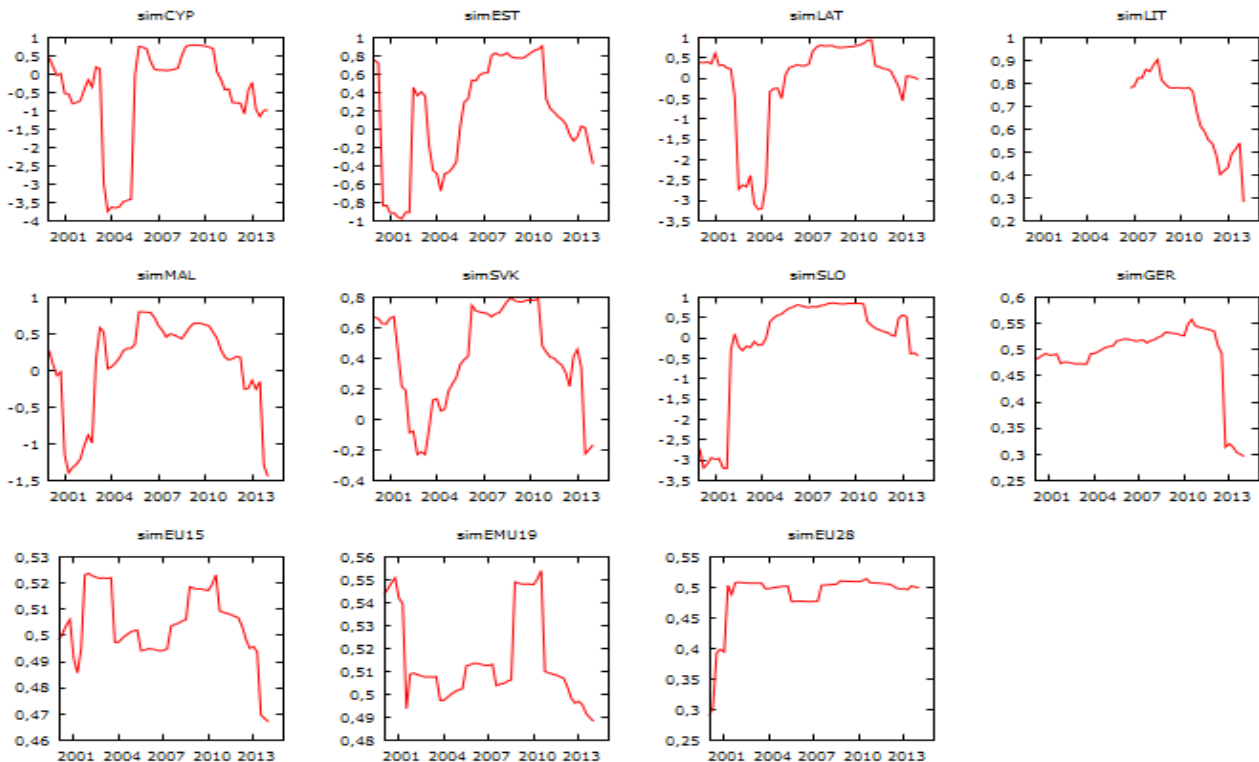 simCYP simEST simLAT simLIT
1 1 1 1
0,5 0,8 0,5 0,9
0 0,6 0 0,8
-0,5 0,4 -0,5 0,7
-1 0,2 -1 0,6
-1,5 0 -1,5 0,5
-2 -0,2 -2 0,4
-2,5 -0,4 -2,5 0,3
-3 -0,6 -3 0,2
-3,5 -0,8 -3,5
-4 -1
2001 2004 2007 2010 2013 2001 2004 2007 2010 2013 2001 2004 2007 2010 2013 2001 2004 2007 2010 2013
simMAL simSVK simSLO simGER
1 0,8 1 0,6
0,5 0,6 0,5 0,55
0 0,4 0 0,5
-0,5 0,2 -0,5 0,45
-1 0 -1 0,4
-1,5 -0,2 -1,5 0,35
-0,4 -2 0,3
-2,5 0,25
-3
-3,5
2001 2004 2007 2010 2013 2001 2004 2007 2010 2013 2001 2004 2007 2010 2013 2001 2004 2007 2010 2013
simEU15 simEMU19 simEU28
0,53 0,56 0,55
0,52 0,55 0,5
0,51 0,54 0,45
0,5 0,53 0,4
0,49 0,52 0,35
0,48 0,51 0,3
0,47 0,5 0,25
0,46 0,49
0,48
2001 2004 2007 2010 2013 2001 2004 2007 2010 2013 2001 2004 2007 2010 2013